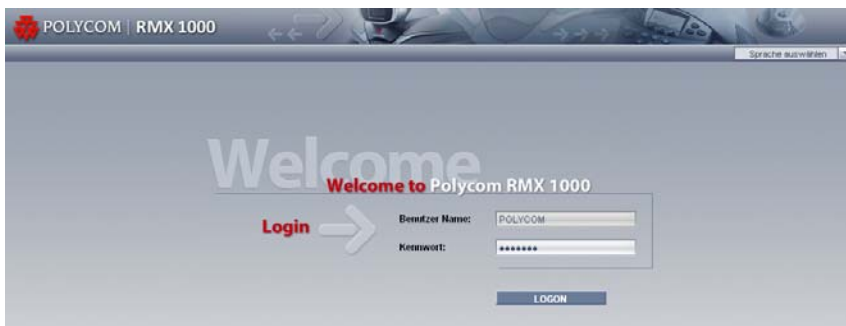 POLYCOM | RMX 1000
Sprache auswählen
Welcome
Welcome to Polycom RMX 1000
Login
Benutzer Name: POLYCOM
Kennwort: •••••••
LOGON